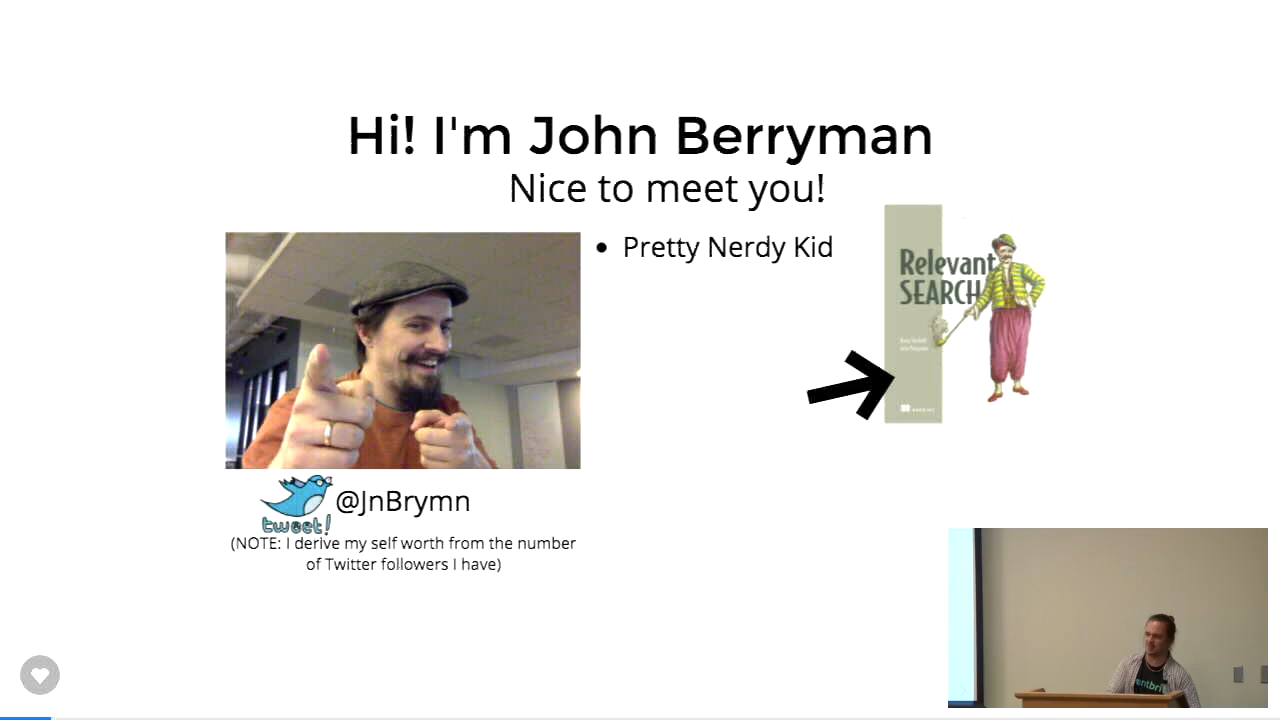 Hi! I'm John Berryman
Nice to meet you!
• Pretty Nerdy Kid
Relevant
SEARCH
tweet!
@JnBrymn
(NOTE: I derive my self worth from the number
of Twitter followers I have)